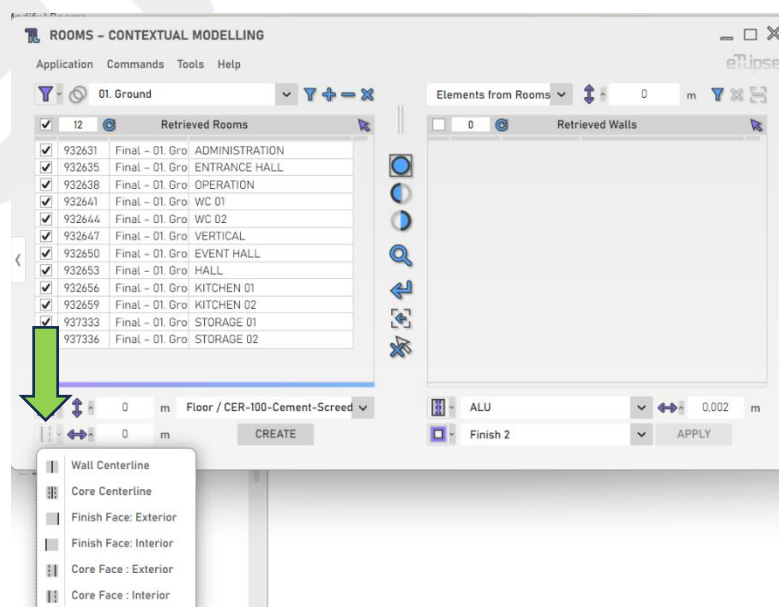 ROOMS – CONTEXTUAL MODELLING
Application Commands Tools Help
eTLipse
01. Ground
Elements from Rooms 0 m
12 Retrieved Rooms
0 Retrieved Walls
932631 Final – 01. Gro ADMINISTRATION
932635 Final – 01. Gro ENTRANCE HALL
932638 Final – 01. Gro OPERATION
932641 Final – 01. Gro WC 01
932644 Final – 01. Gro WC 02
932647 Final – 01. Gro VERTICAL
932650 Final – 01. Gro EVENT HALL
932653 Final – 01. Gro HALL
932656 Final – 01. Gro KITCHEN 01
932659 Final – 01. Gro KITCHEN 02
937333 Final – 01. Gro STORAGE 01
937336 Final – 01. Gro STORAGE 02
0 m Floor / CER-100-Cement-Screed
ALU 0,002 m
0 m CREATE
Finish 2 APPLY
Wall Centerline
Core Centerline
Finish Face: Exterior
Finish Face: Interior
Core Face : Exterior
Core Face : Interior